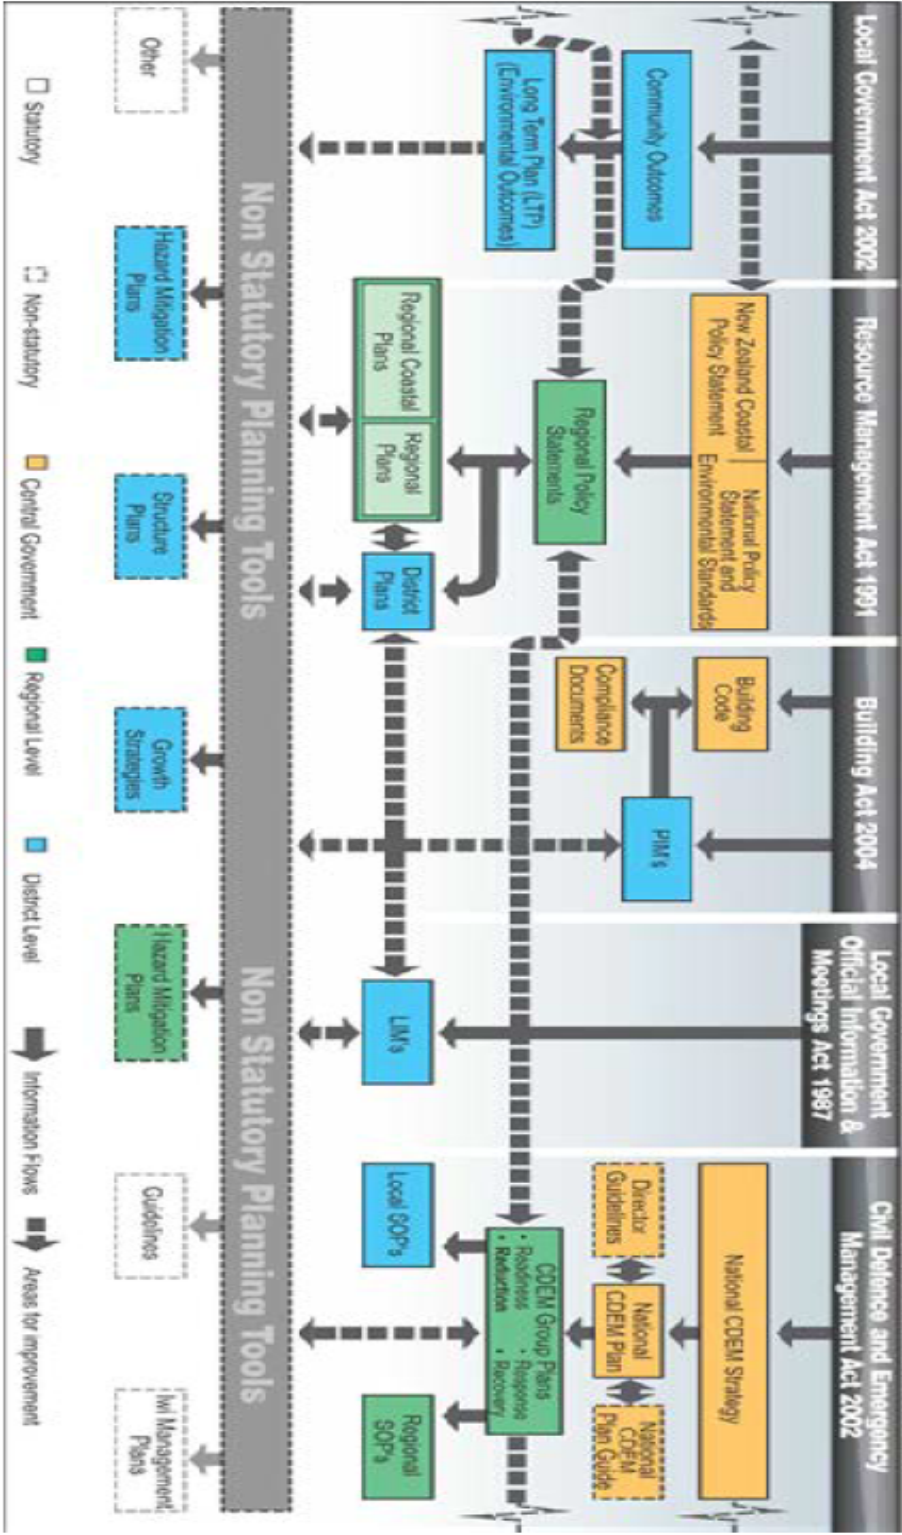 Local Government Act 2002
Resource Management Act 1991
Building Act 2004
Local Government
Official Information &
Meetings Act 1987
Civil Defence and Emergency
Management Act 2002
Community Outcomes
Long Term Plan (LTP)
(Environmental Outcomes)
New Zealand Coastal
Policy Statement
National Policy
Statement and
Environmental Standards
Regional Policy
Statements
Regional Coastal
Plans
Regional
Plans
District
Plans
Building
Code
Compliance
Documents
PIM's
LIM's
National CDEM Strategy
Director
Guidelines
National
CDEM Plan
National
CDEM
Plan Guide
CDEM Group Plans
• Readiness • Response
• Reduction • Recovery
Local SOP's
Regional
SOP's
Non Statutory Planning Tools
Non Statutory Planning Tools
Other
Hazard Mitigation
Plans
Structure
Plans
Growth
Strategies
Hazard Mitigation
Plans
Guidelines
Iwi Management
Plans
Statutory
Non-statutory
Central Government
Regional Level
District Level
Information Flows
Areas for improvement